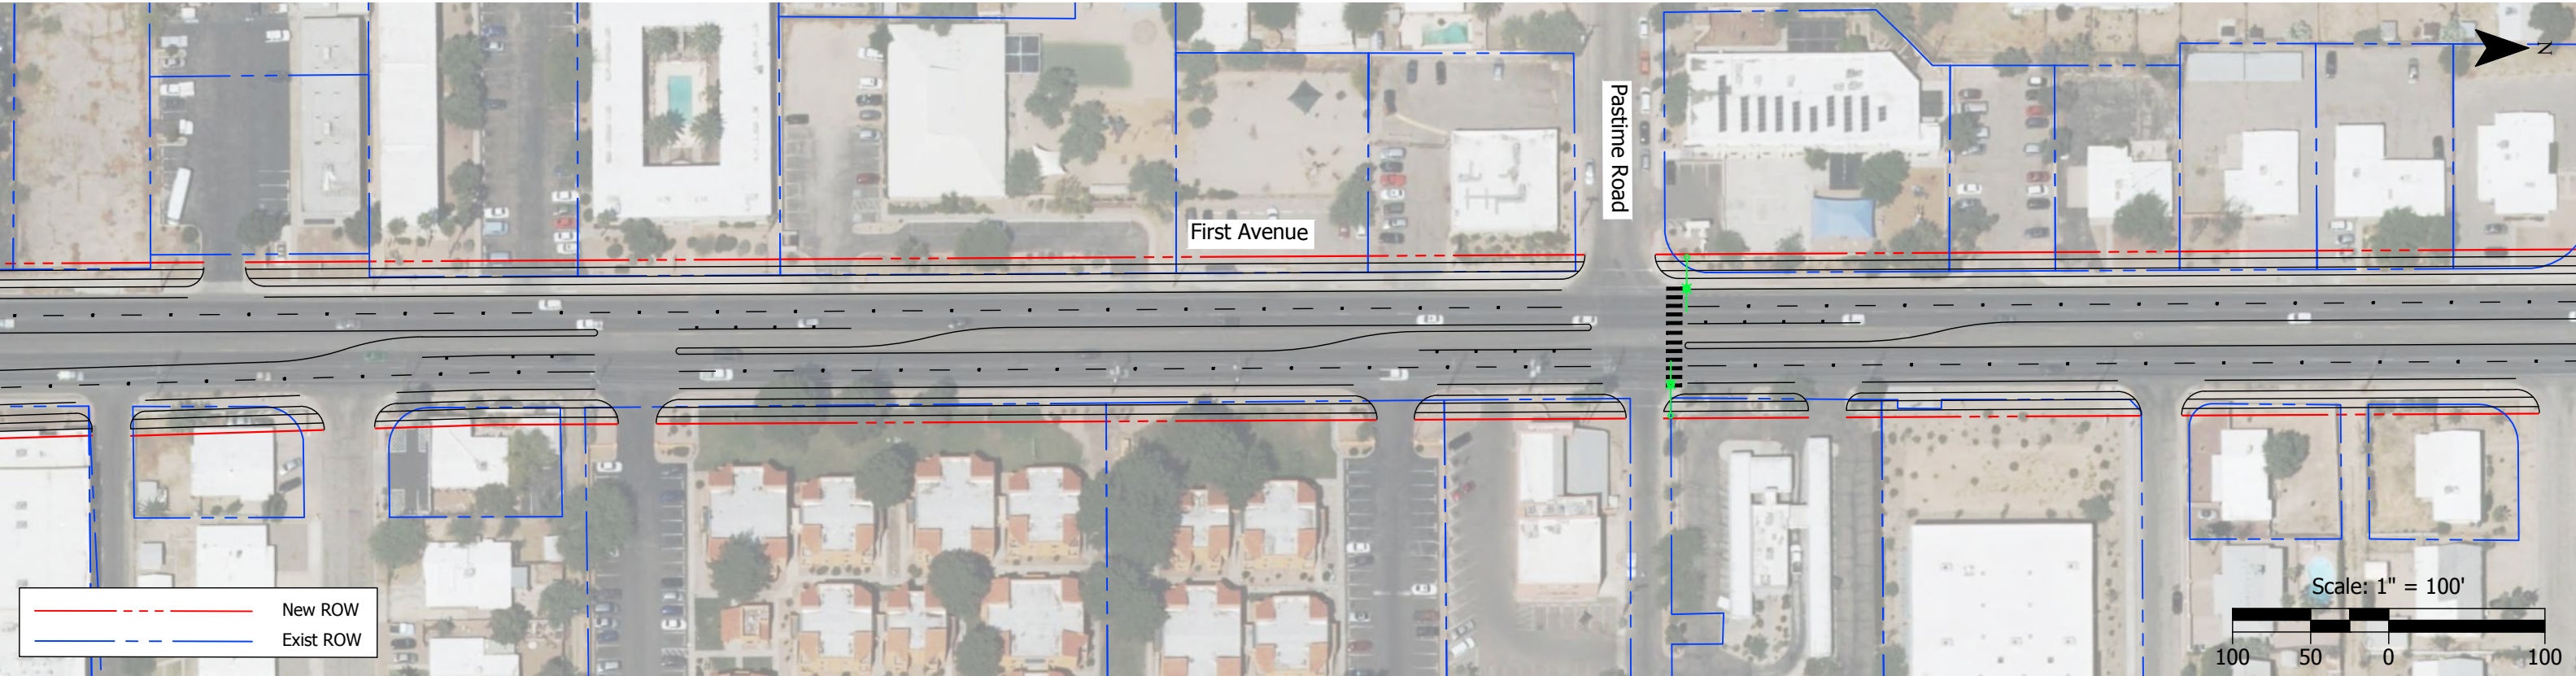 N
Pastime Road
First Avenue
New ROW
Exist ROW
Scale: 1" = 100'
100 50 0 100